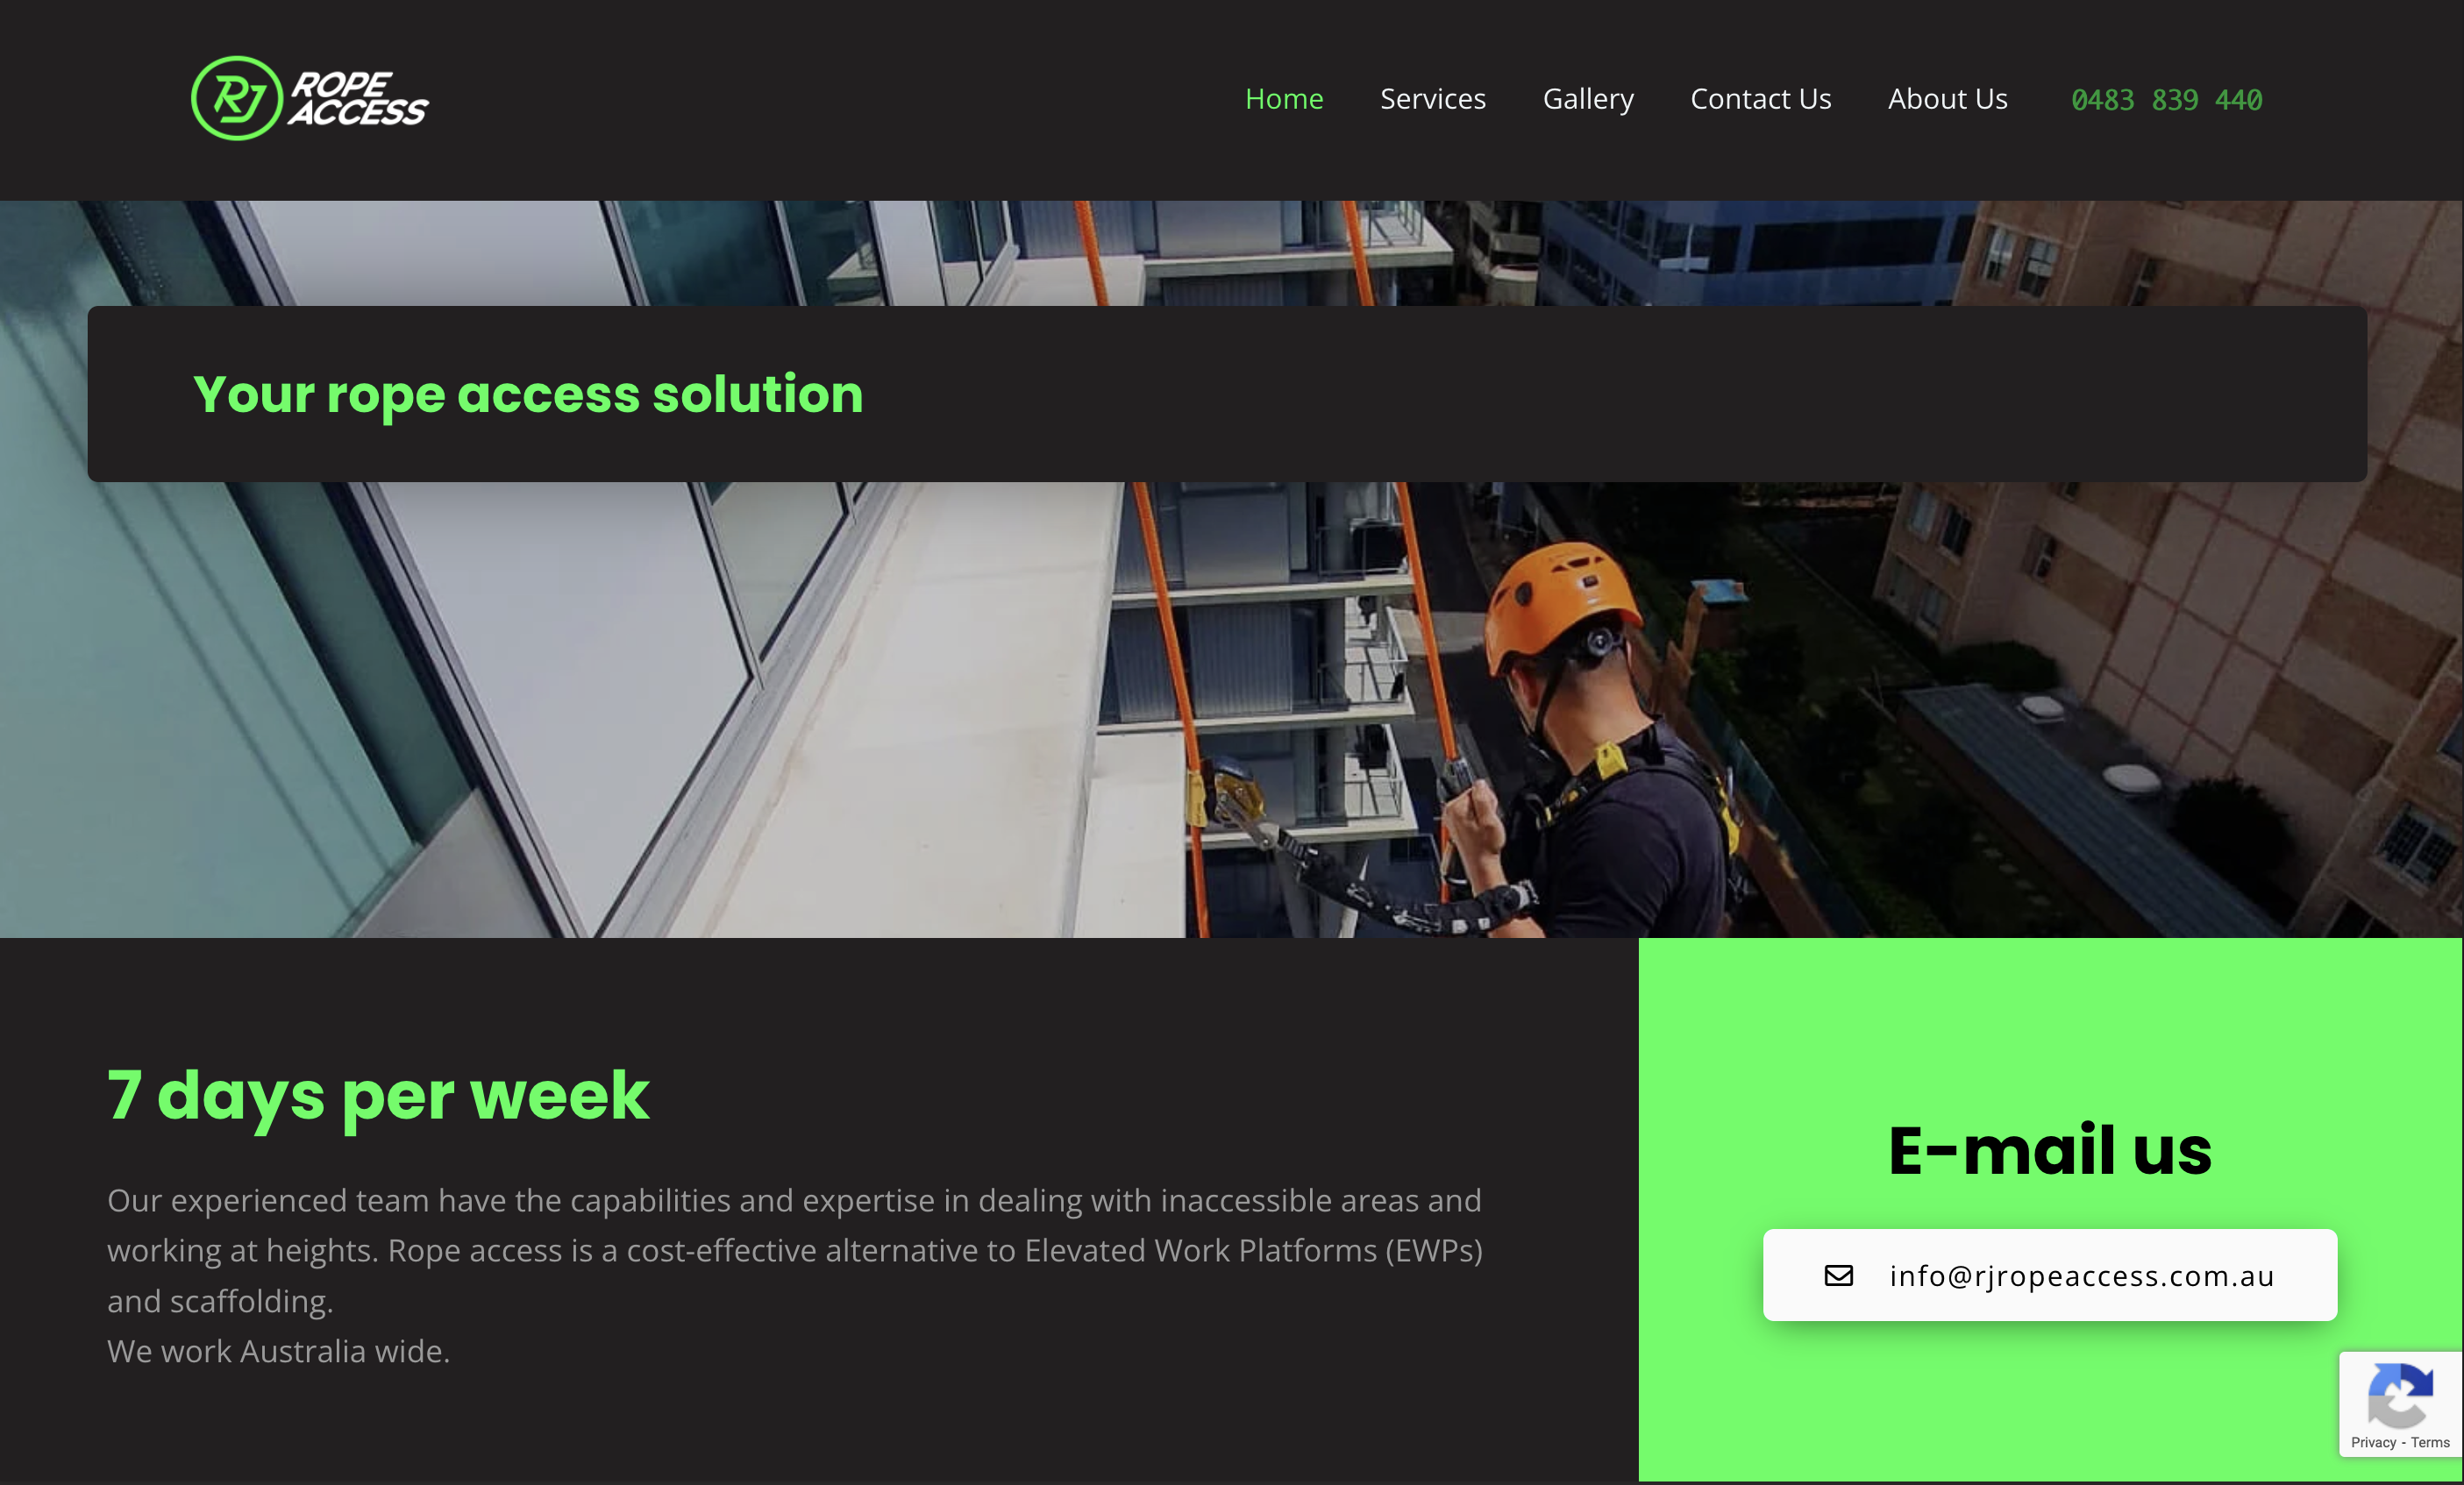 RJ ROPE
ACCESS
Home Services Gallery Contact Us About Us 0483 839 440
Your rope access solution
7 days per week
Our experienced team have the capabilities and expertise in dealing with inaccessible areas and
working at heights. Rope access is a cost-effective alternative to Elevated Work Platforms (EWPs)
and scaffolding.
We work Australia wide.
E-mail us
info@rjropeaccess.com.au
Privacy - Terms